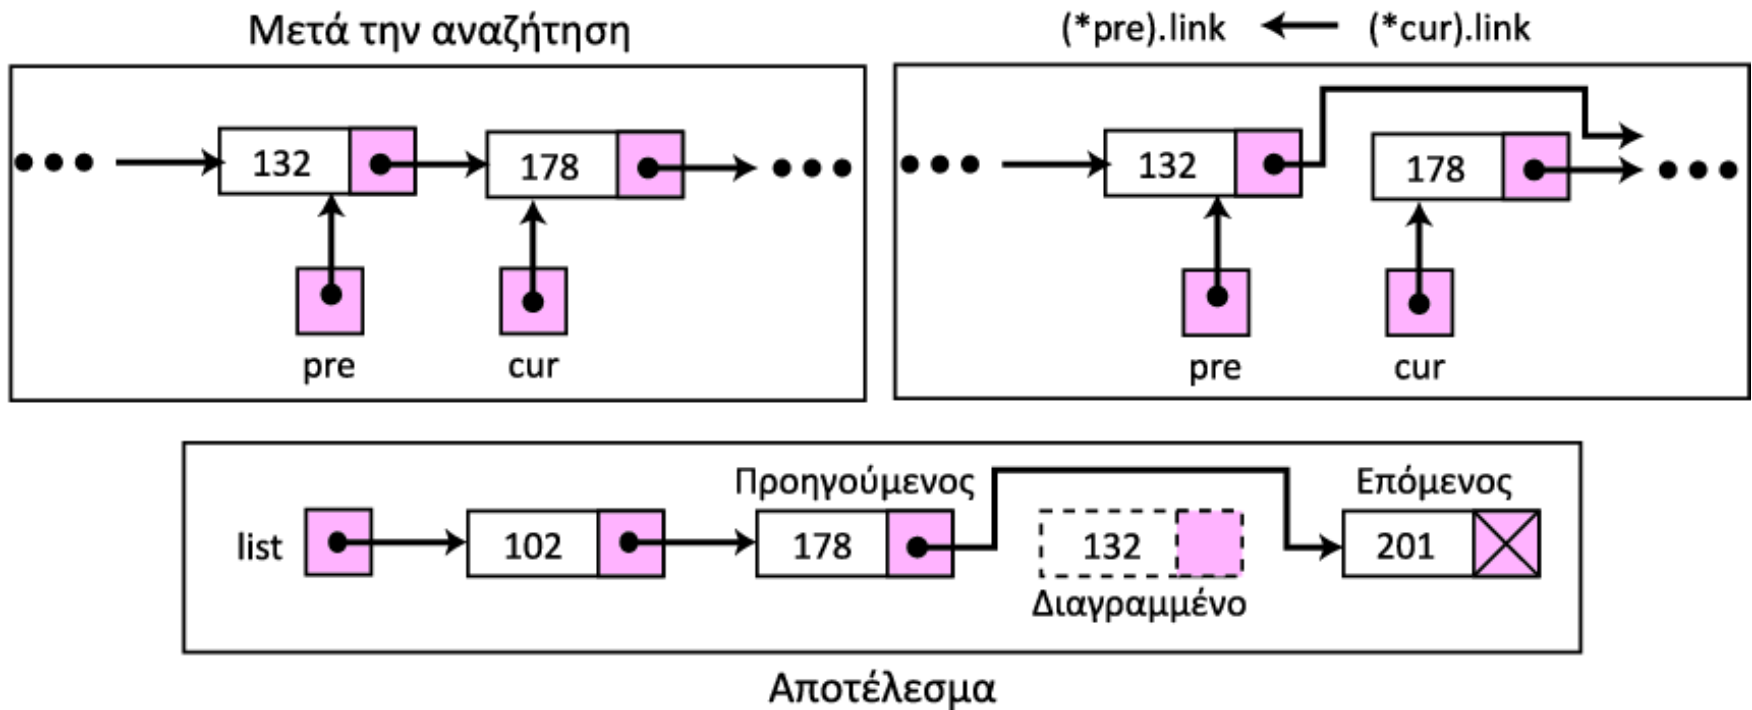 Μετά την αναζήτηση
132
178
pre
cur
(*pre).link ← (*cur).link
132
178
pre
cur
list
102
Προηγούμενος
178
132
Διαγραμμένο
Επόμενος
201
Αποτέλεσμα